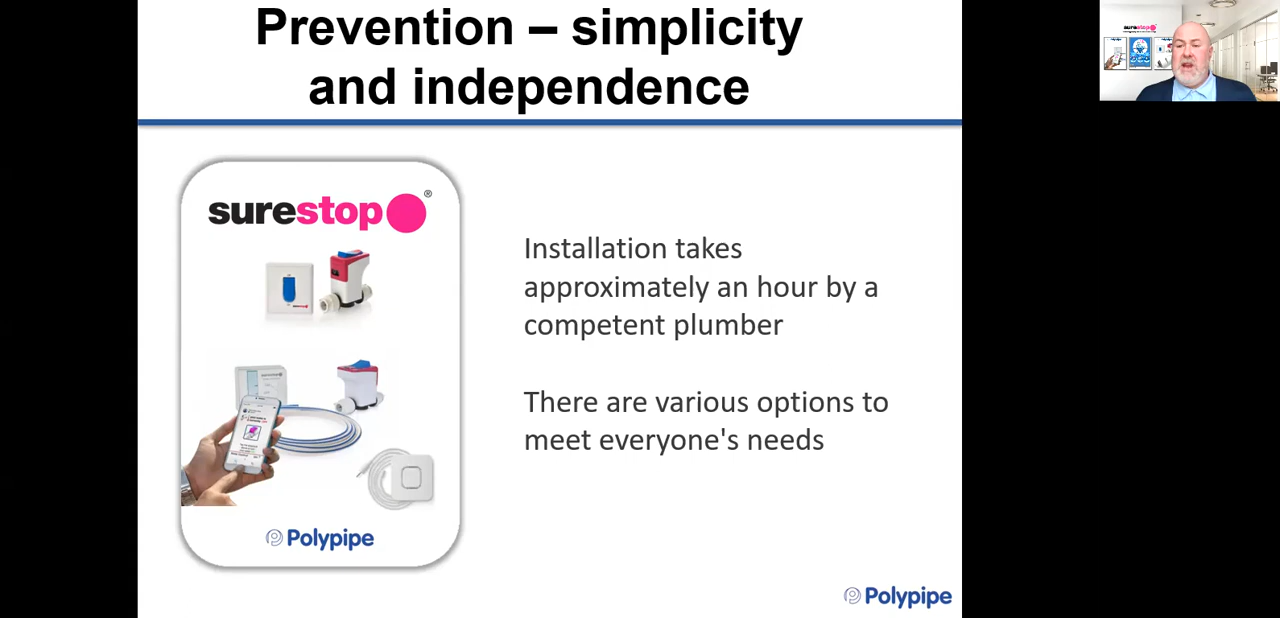 Prevention – simplicity
and independence
surestop®
Installation takes
approximately an hour by a
competent plumber
There are various options to
meet everyone's needs
Polypipe
Polypipe
surestop